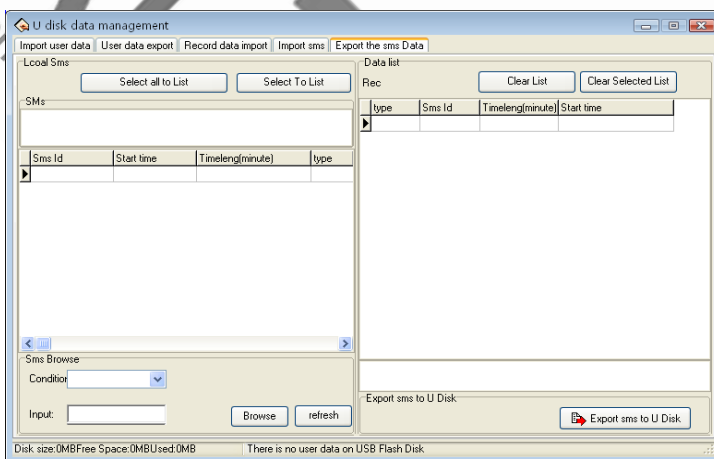 U disk data management
Import user data User data export Record data import Import sms Export the sms Data
Lcoal Sms
Select all to List Select To List
SMs
Sms Id Start time Timeleng(minute) type
Sms Browse
Condition
Input: Browse refresh
Data list
Rec Clear List Clear Selected List
type Sms Id Timeleng(minute) Start time
Export sms to U Disk
Export sms to U Disk
Disk size:0MBFree Space:0MBUsed:0MB There is no user data on USB Flash Disk